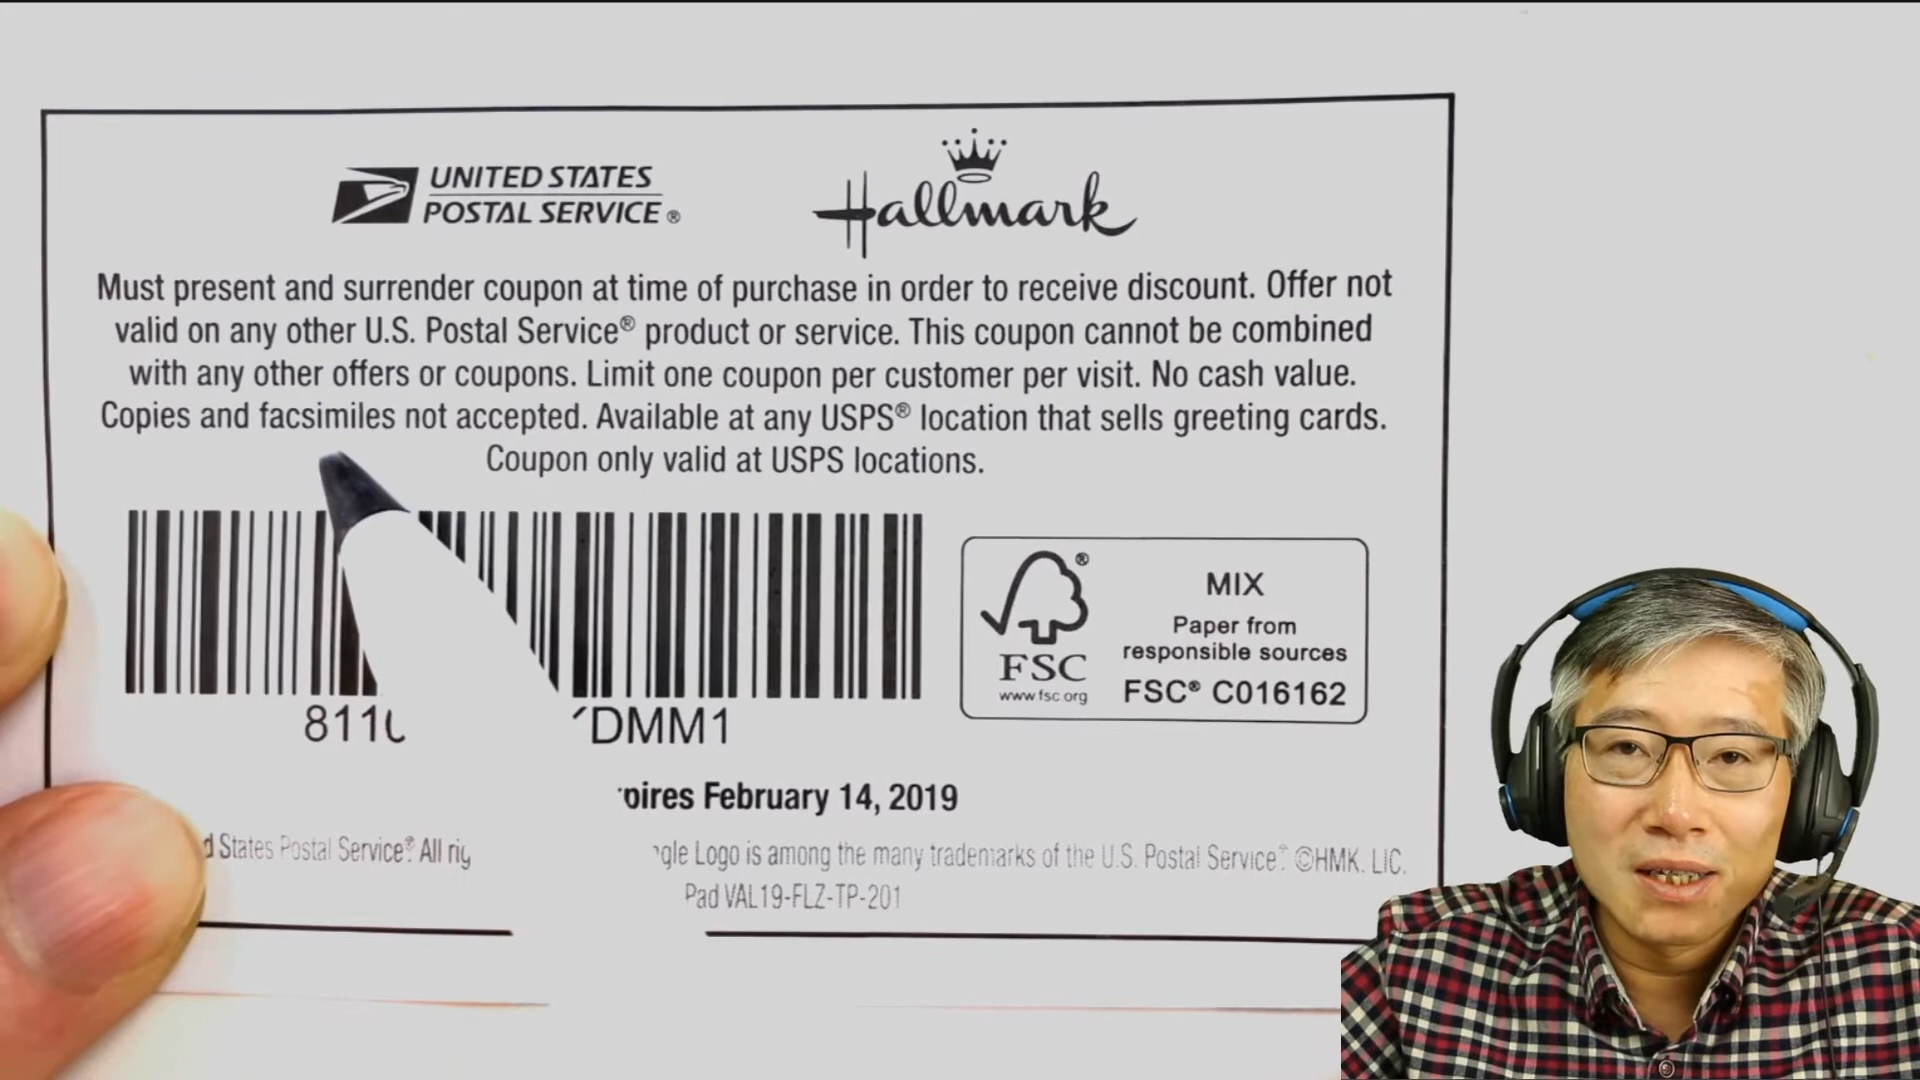 UNITED STATES
POSTAL SERVICE®
Hallmark
Must present and surrender coupon at time of purchase in order to receive discount. Offer not
valid on any other U.S. Postal Service® product or service. This coupon cannot be combined
with any other offers or coupons. Limit one coupon per customer per visit. No cash value.
Copies and facsimiles not accepted. Available at any USPS® location that sells greeting cards.
Coupon only valid at USPS locations.
FSC®
www.fsc.org
MIX
Paper from
responsible sources
FSC® C016162
811 DMM1
February 14, 2019
States Postal Service® All
Logo is among the many trademarks of the U.S. Postal Service®. ©HMK. LIC.
Pad VAL19-FLZ-TP-201